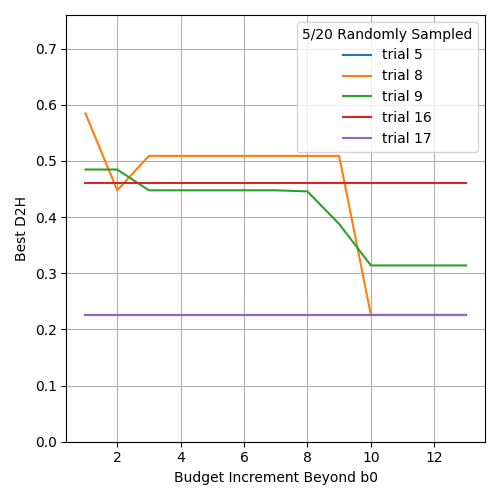 5/20 Randomly Sampled
trial 5
trial 8
trial 9
trial 16
trial 17
0.7
0.6
0.5
0.4
0.3
0.2
0.1
0.0
Best D2H
2 4 6 8 10 12
Budget Increment Beyond b0